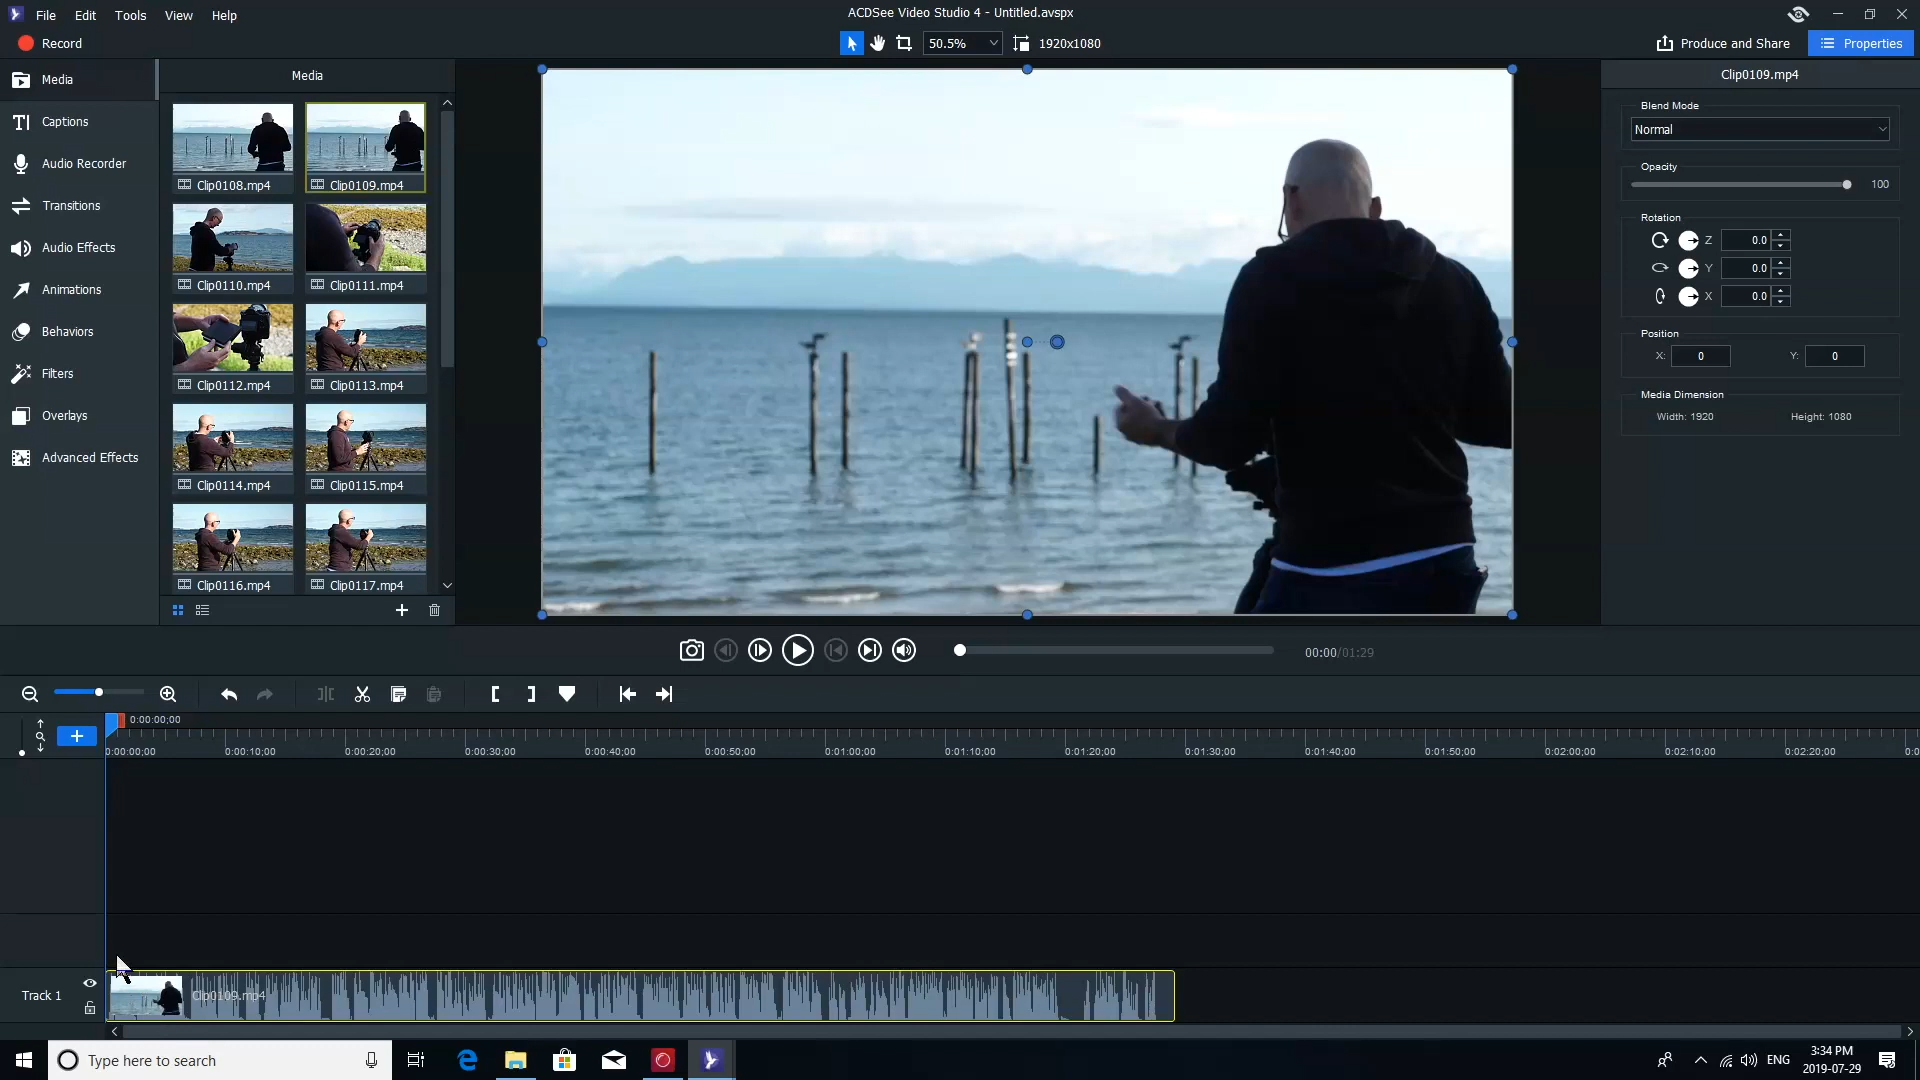 File Edit Tools View Help
ACDSee Video Studio 4 - Untitled.avspx
Record
50.5%
1920x1080
Produce and Share
Properties
Media
Captions
Audio Recorder
Transitions
Audio Effects
Animations
Behaviors
Filters
Overlays
Advanced Effects
Media
Clip0108.mp4 Clip0109.mp4
Clip0110.mp4 Clip0111.mp4
Clip0112.mp4 Clip0113.mp4
Clip0114.mp4 Clip0115.mp4
Clip0116.mp4 Clip0117.mp4
Clip0109.mp4
Blend Mode
Normal
Opacity
100
Rotation
Z 0.0
Y 0.0
X 0.0
Position
X: 0 Y: 0
Media Dimension
Width: 1920 Height: 1080
00:00/01:29
0:00:00;00
0:00:00;00 0:00:10;00 0:00:20;00 0:00:30;00 0:00:40;00 0:00:50;00 0:01:00;00 0:01:10;00 0:01:20;00 0:01:30;00 0:01:40;00 0:01:50;00 0:02:00;00 0:02:10;00 0:02:20;00 0:0
Track 1
Clip0109.mp4
Type here to search
ENG
3:34 PM
2019-07-29